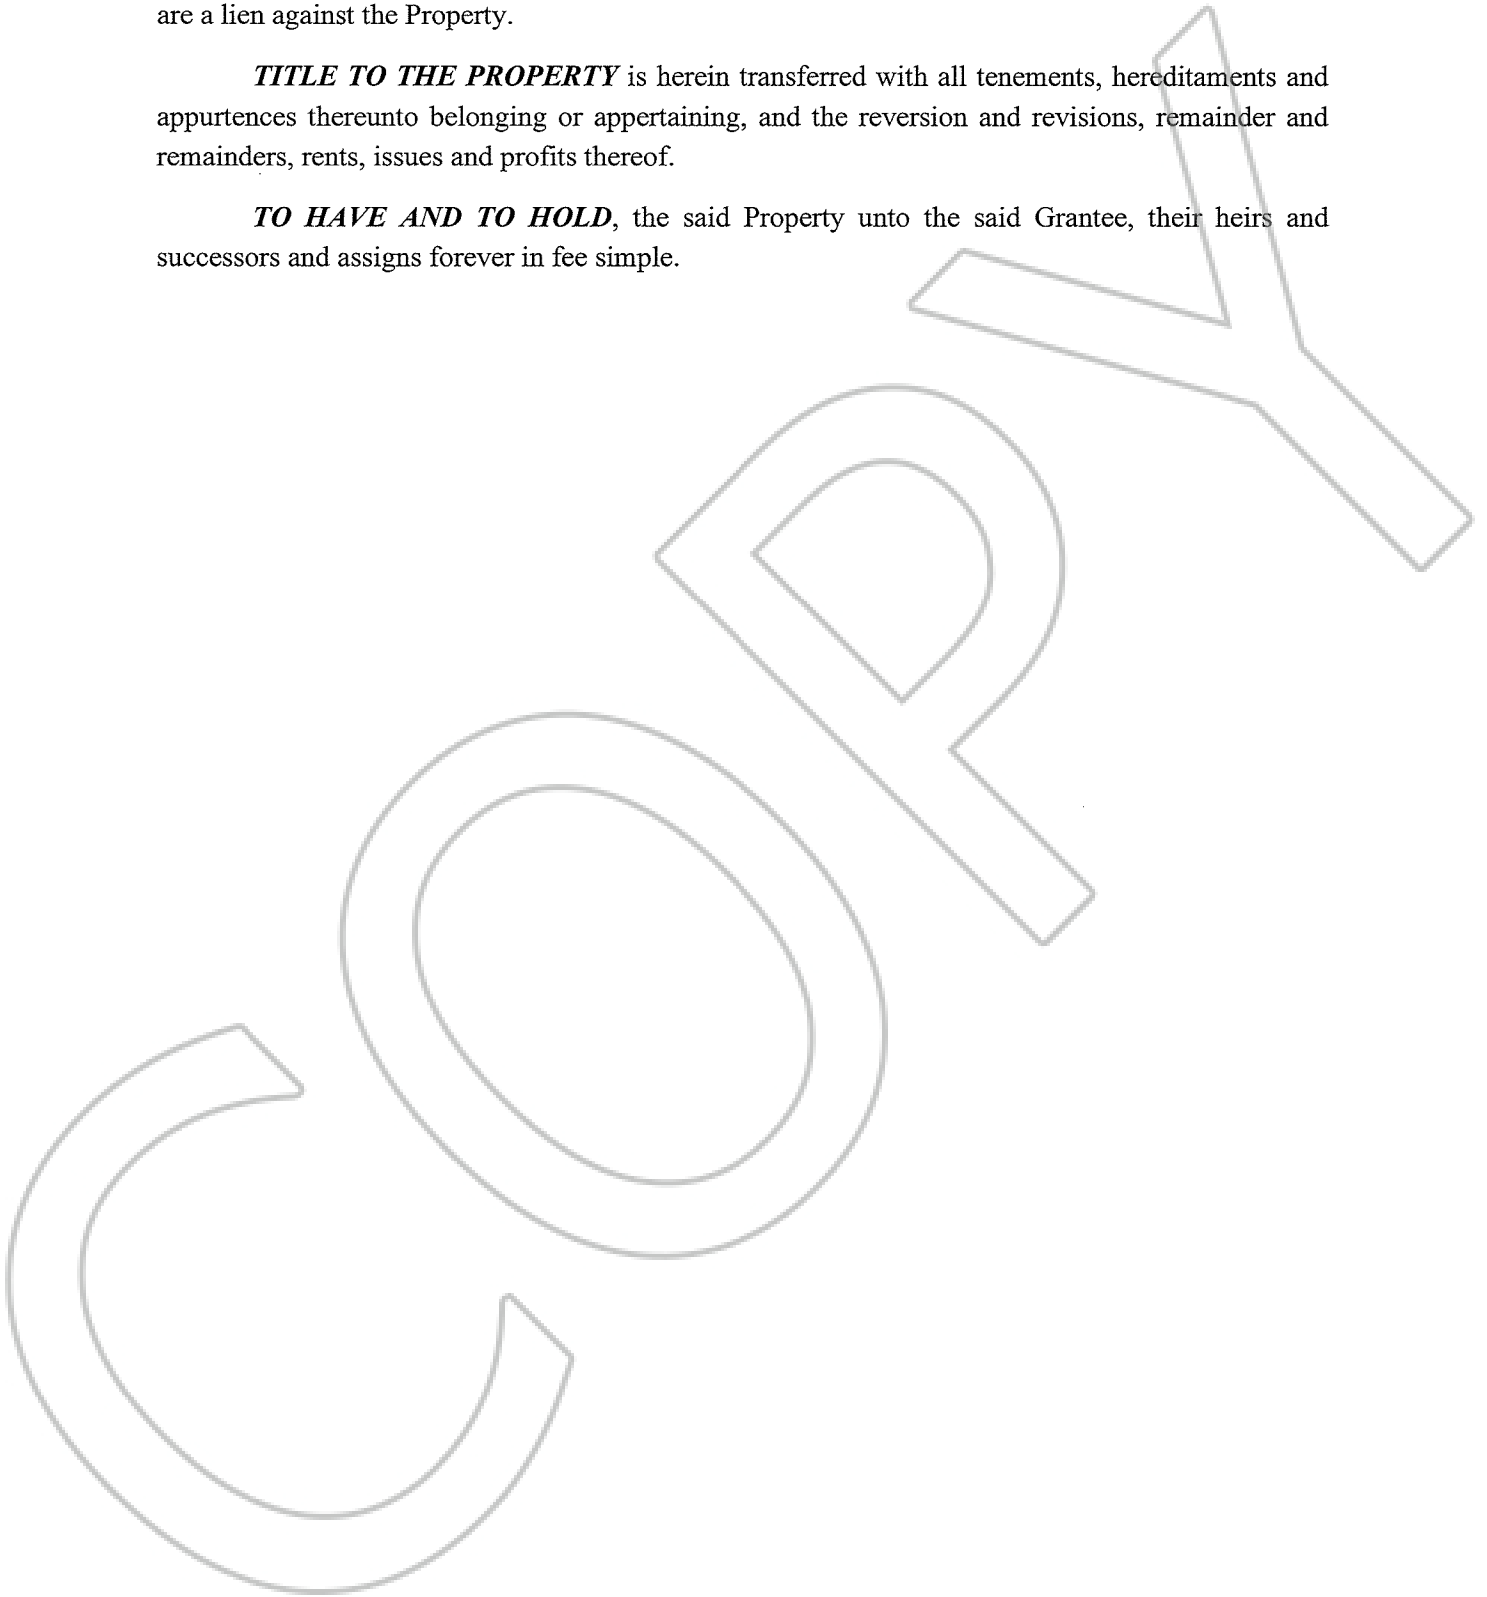 are a lien against the Property.
TITLE TO THE PROPERTY is herein transferred with all tenements, hereditaments and
appurtences thereunto belonging or appertaining, and the reversion and revisions, remainder and
remainders, rents, issues and profits thereof.
TO HAVE AND TO HOLD, the said Property unto the said Grantee, their heirs and
successors and assigns forever in fee simple.
COPY